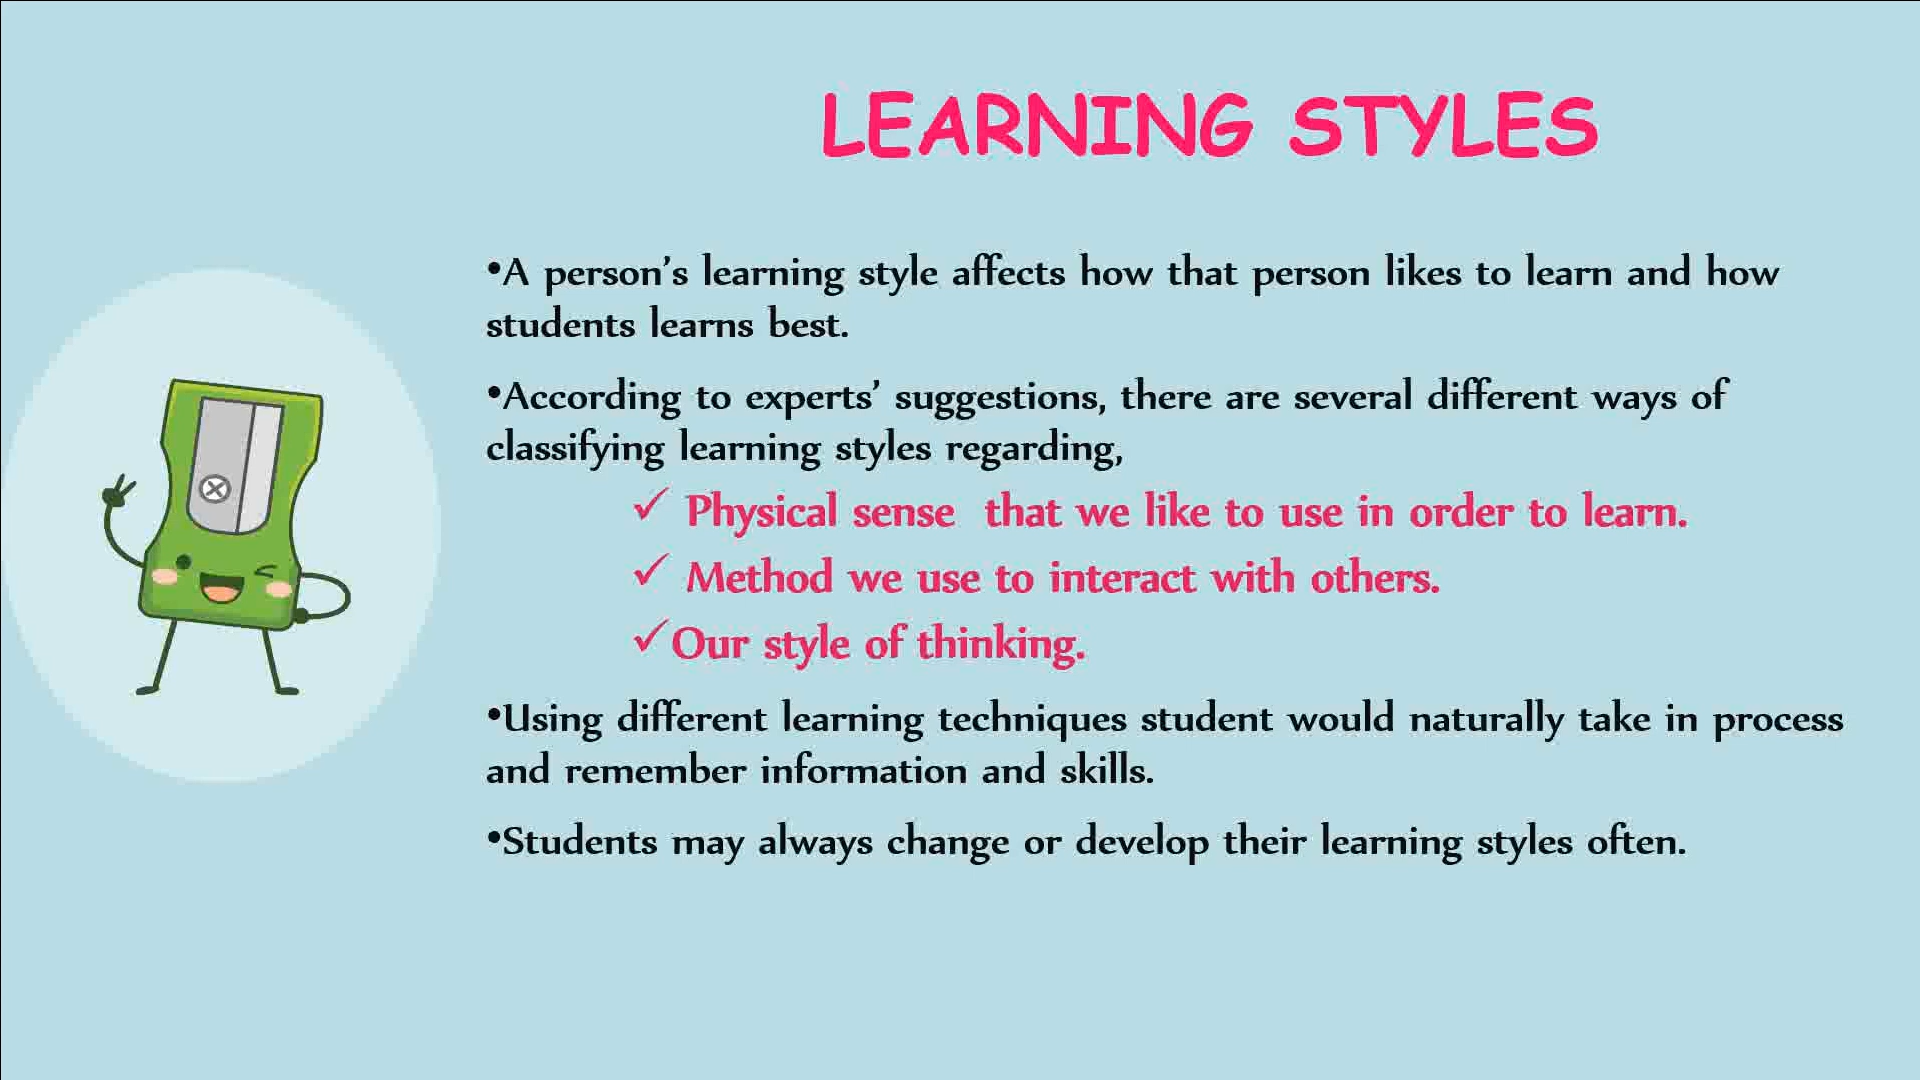 LEARNING STYLES
•A person's learning style affects how that person likes to learn and how
students learns best.
•According to experts' suggestions, there are several different ways of
classifying learning styles regarding,
✓ Physical sense that we like to use in order to learn.
✓ Method we use to interact with others.
✓Our style of thinking.
•Using different learning techniques student would naturally take in process
and remember information and skills.
•Students may always change or develop their learning styles often.